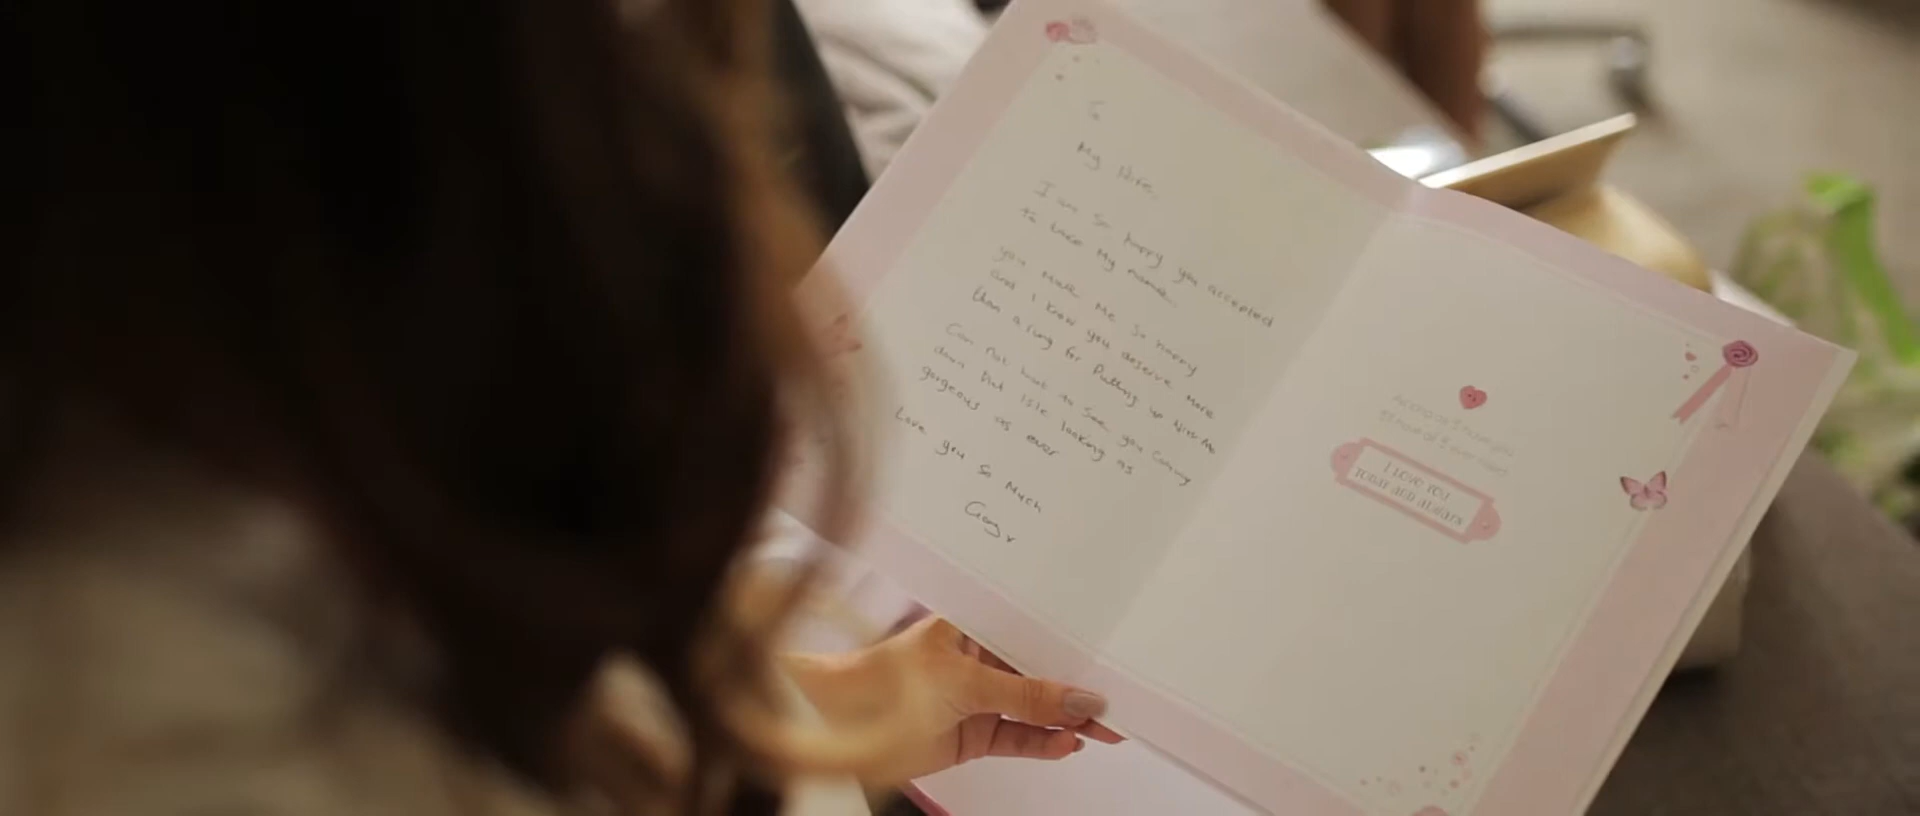 To
My Wife.
I am so happy you accepted
to take My name.
you Make Me So happy
and I know you deserve More
than a ring for Putting up With Me
Can not wait to See you Coming
down that Isle looking as
gorgeous as ever
Love you so Much
x
I LOVE YOU
TODAY AND ALWAYS